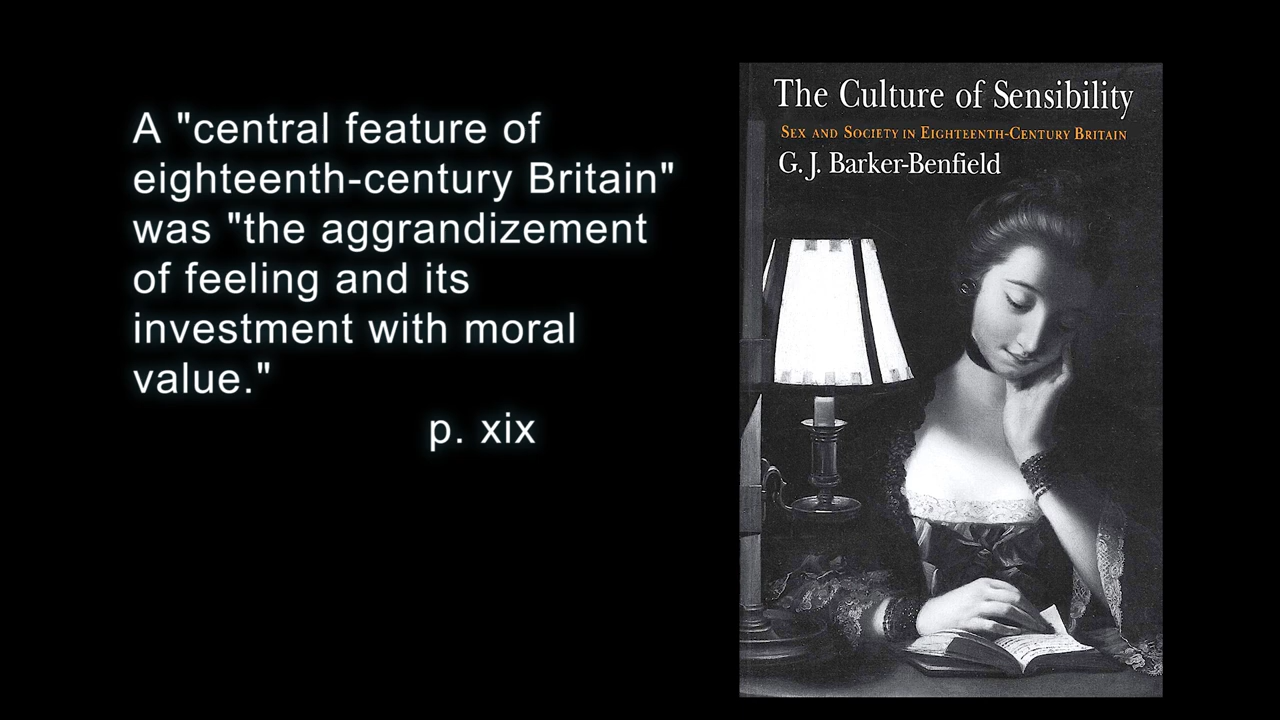 A "central feature of
eighteenth-century Britain"
was "the aggrandizement
of feeling and its
investment with moral
value."
p. xix
The Culture of Sensibility
Sex and Society in Eighteenth-Century Britain
G. J. Barker-Benfield